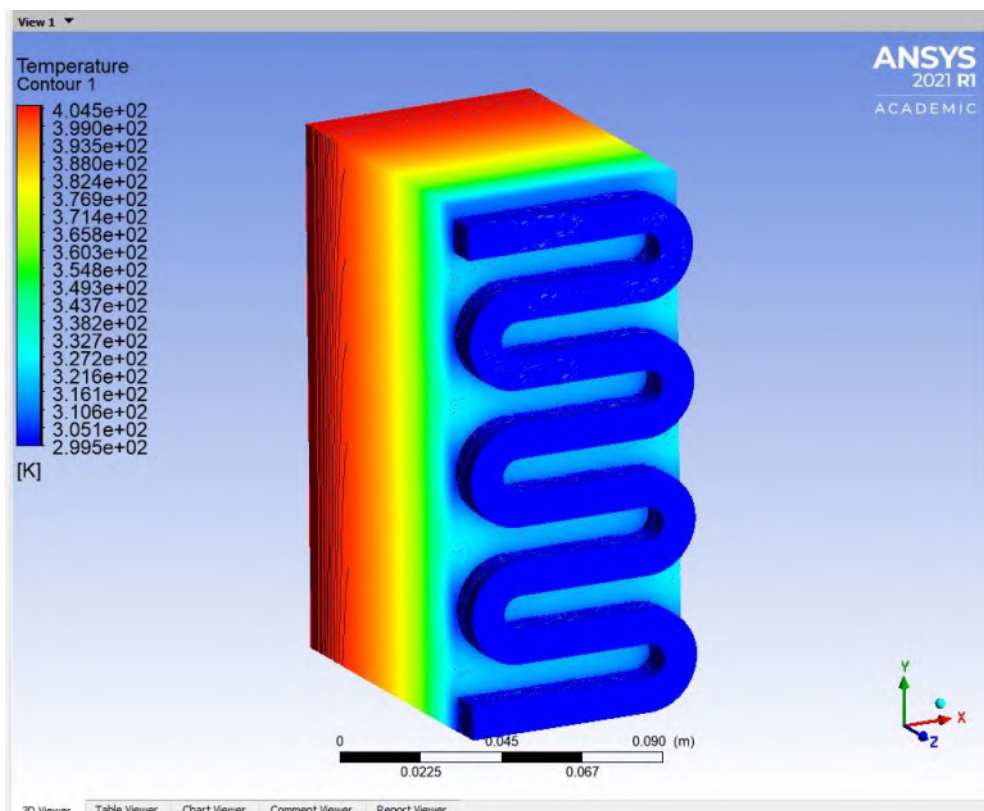 View 1
Temperature
Contour 1
4.045e+02
3.990e+02
3.935e+02
3.880e+02
3.824e+02
3.769e+02
3.714e+02
3.658e+02
3.603e+02
3.548e+02
3.493e+02
3.437e+02
3.382e+02
3.327e+02
3.272e+02
3.216e+02
3.161e+02
3.106e+02
3.051e+02
2.995e+02
[K]
ANSYS
2021 R1
ACADEMIC
0 0.045 0.090 (m)
0.0225 0.067
Y
X
Z
3D Viewer Table Viewer Chart Viewer Comment Viewer Report Viewer